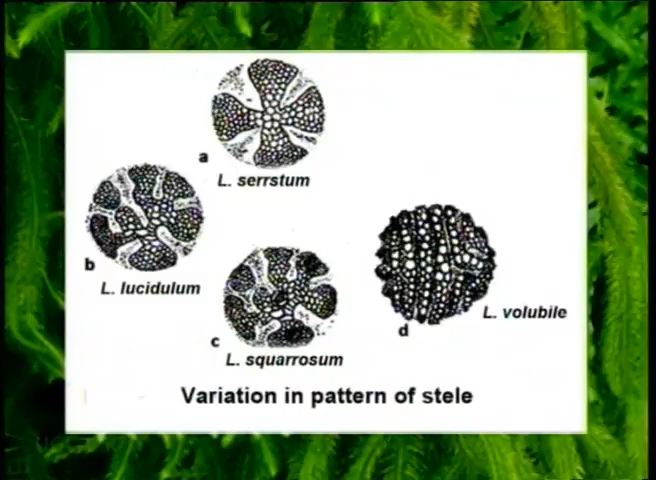 a
L. serrstum
b
L. lucidulum
c
L. squarrosum
d
L. volubile
Variation in pattern of stele